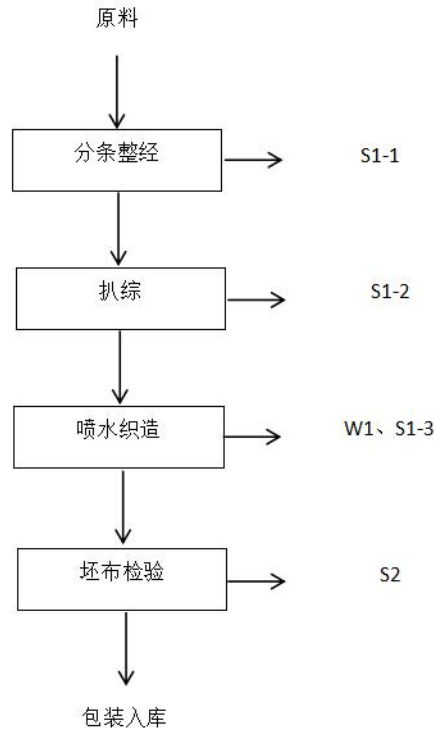 原料
分条整经
S1-1
扒综
S1-2
喷水织造
W1、S1-3
坯布检验
S2
包装入库